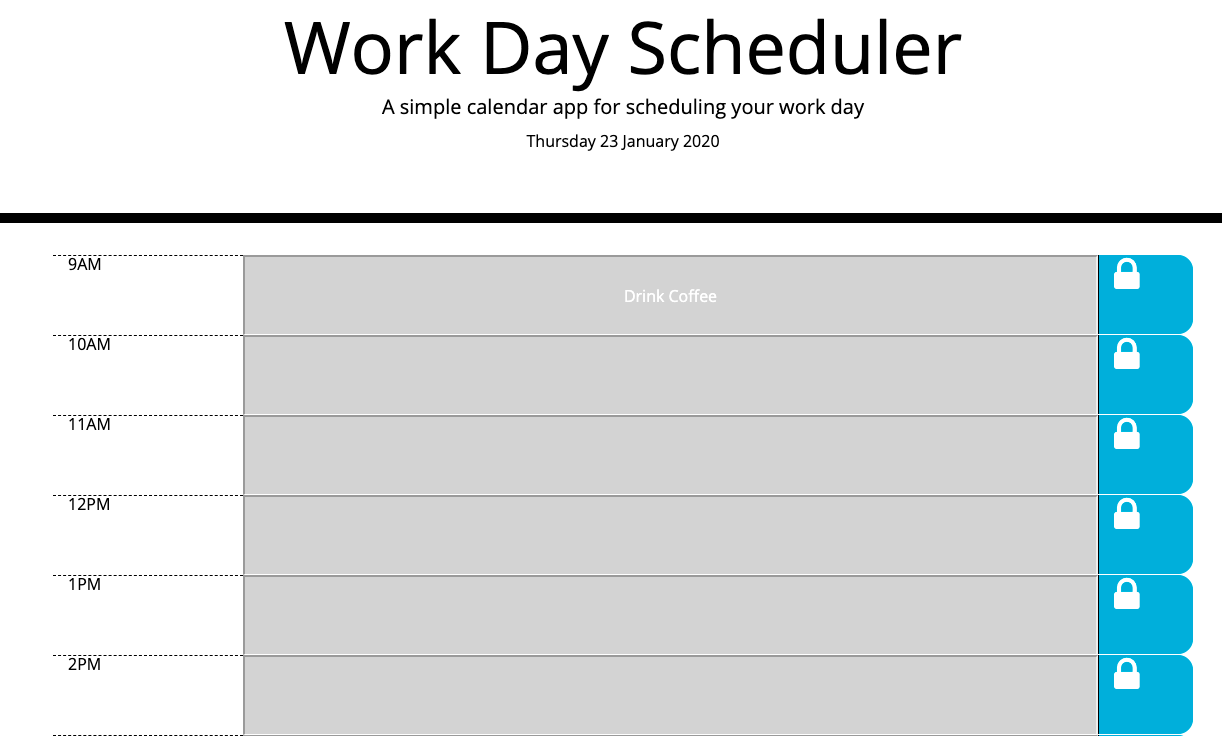 Work Day Scheduler
A simple calendar app for scheduling your work day
Thursday 23 January 2020
9AM
Drink Coffee
10AM
11AM
12PM
1PM
2PM